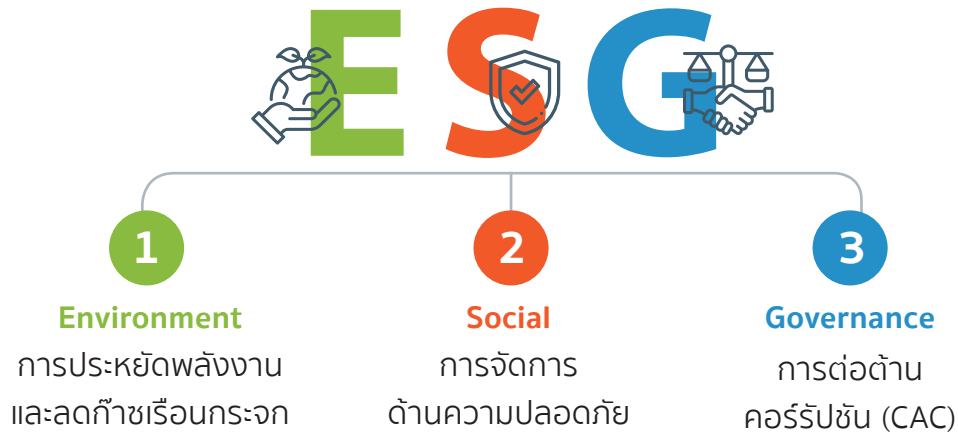 ESG
1
Environment
การประหยัดพลังงาน
และลดก๊าซเรือนกระจก
2
Social
การจัดการ
ด้านความปลอดภัย
3
Governance
การต่อต้าน
คอร์รัปชัน (CAC)